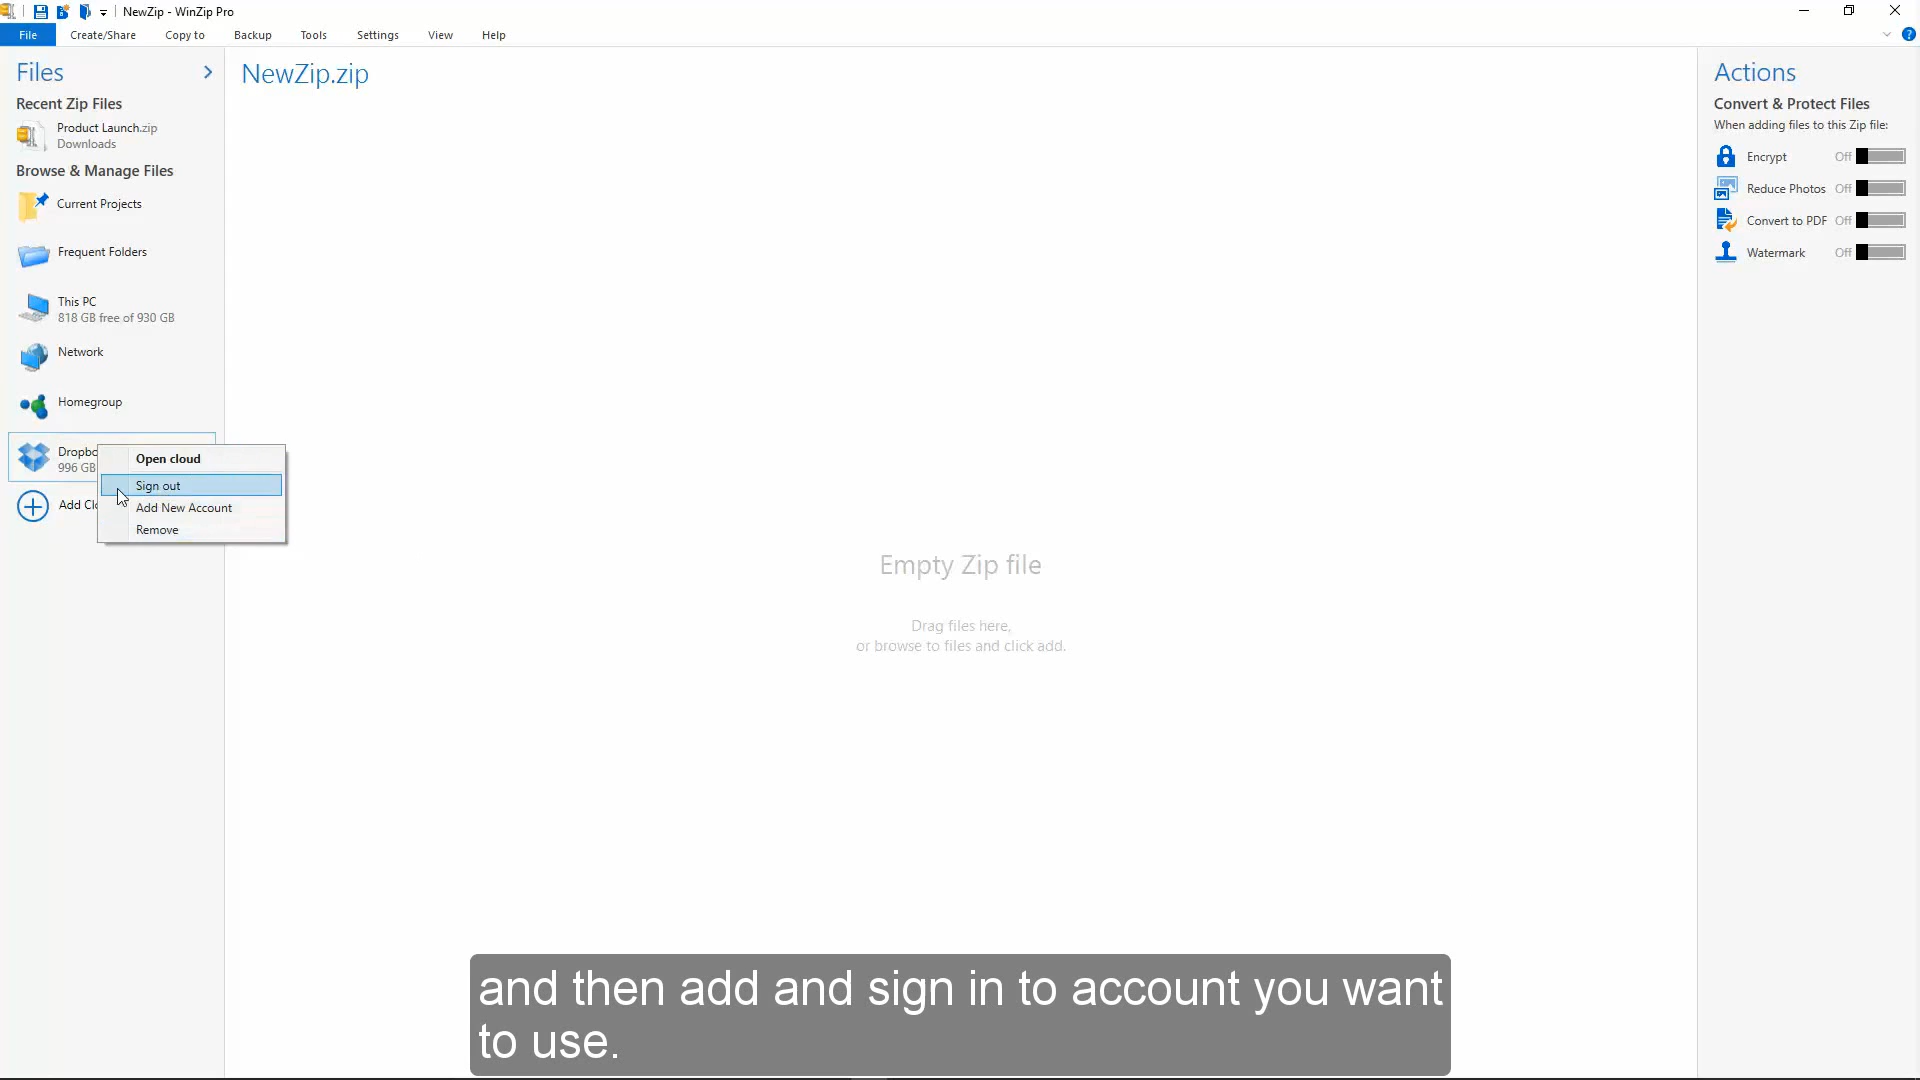 NewZip - WinZip Pro
File Create/Share Copy to Backup Tools Settings View Help
Files
Recent Zip Files
Product Launch.zip
Downloads
Browse & Manage Files
Current Projects
Frequent Folders
This PC
818 GB free of 930 GB
Network
Homegroup
996 GB
Open cloud
Sign out
Add New Account
Remove
Add
NewZip.zip
Empty Zip file
Drag files here,
or browse to files and click add.
Actions
Convert & Protect Files
When adding files to this Zip file:
Encrypt Off
Reduce Photos Off
Convert to PDF Off
Watermark Off
and then add and sign in to account you want
to use.